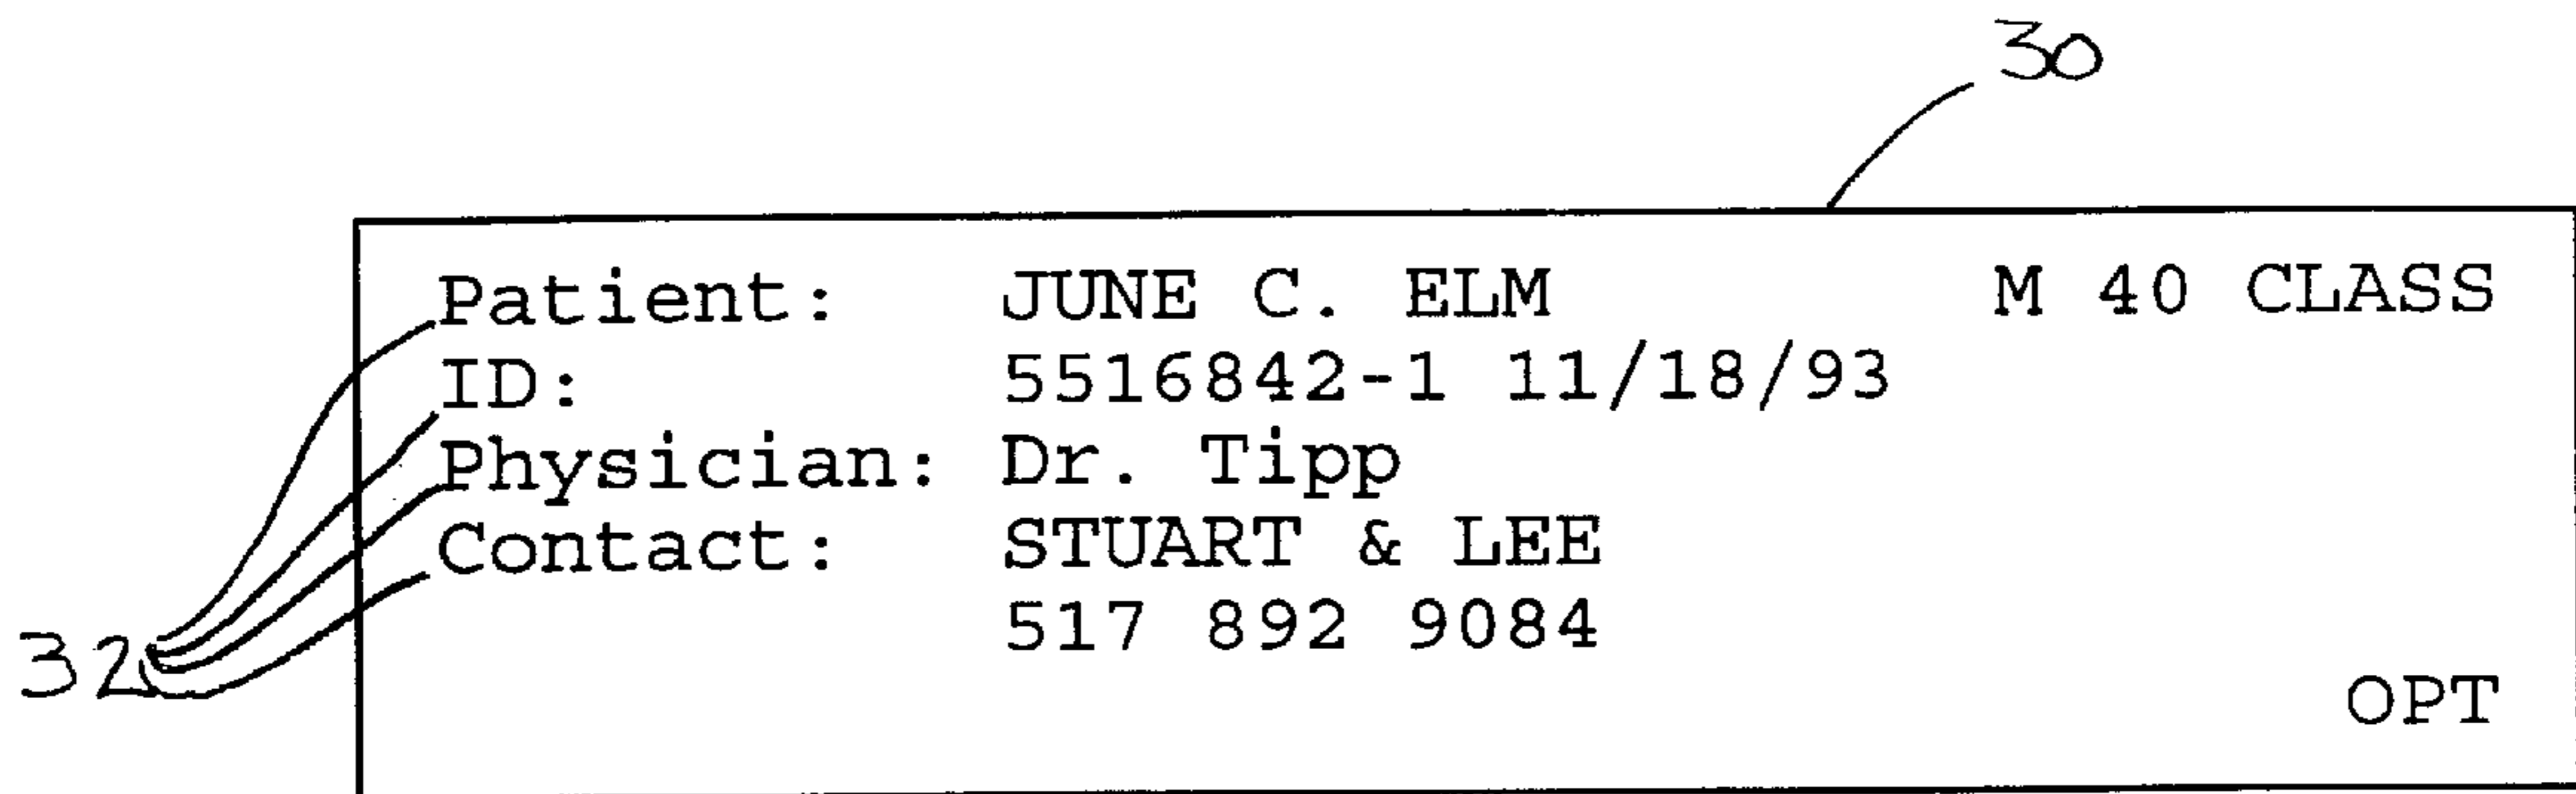 30
Patient: JUNE C. ELM M 40 CLASS
ID: 5516842-1 11/18/93
Physician: Dr. Tipp
Contact: STUART & LEE
517 892 9084
32
OPT